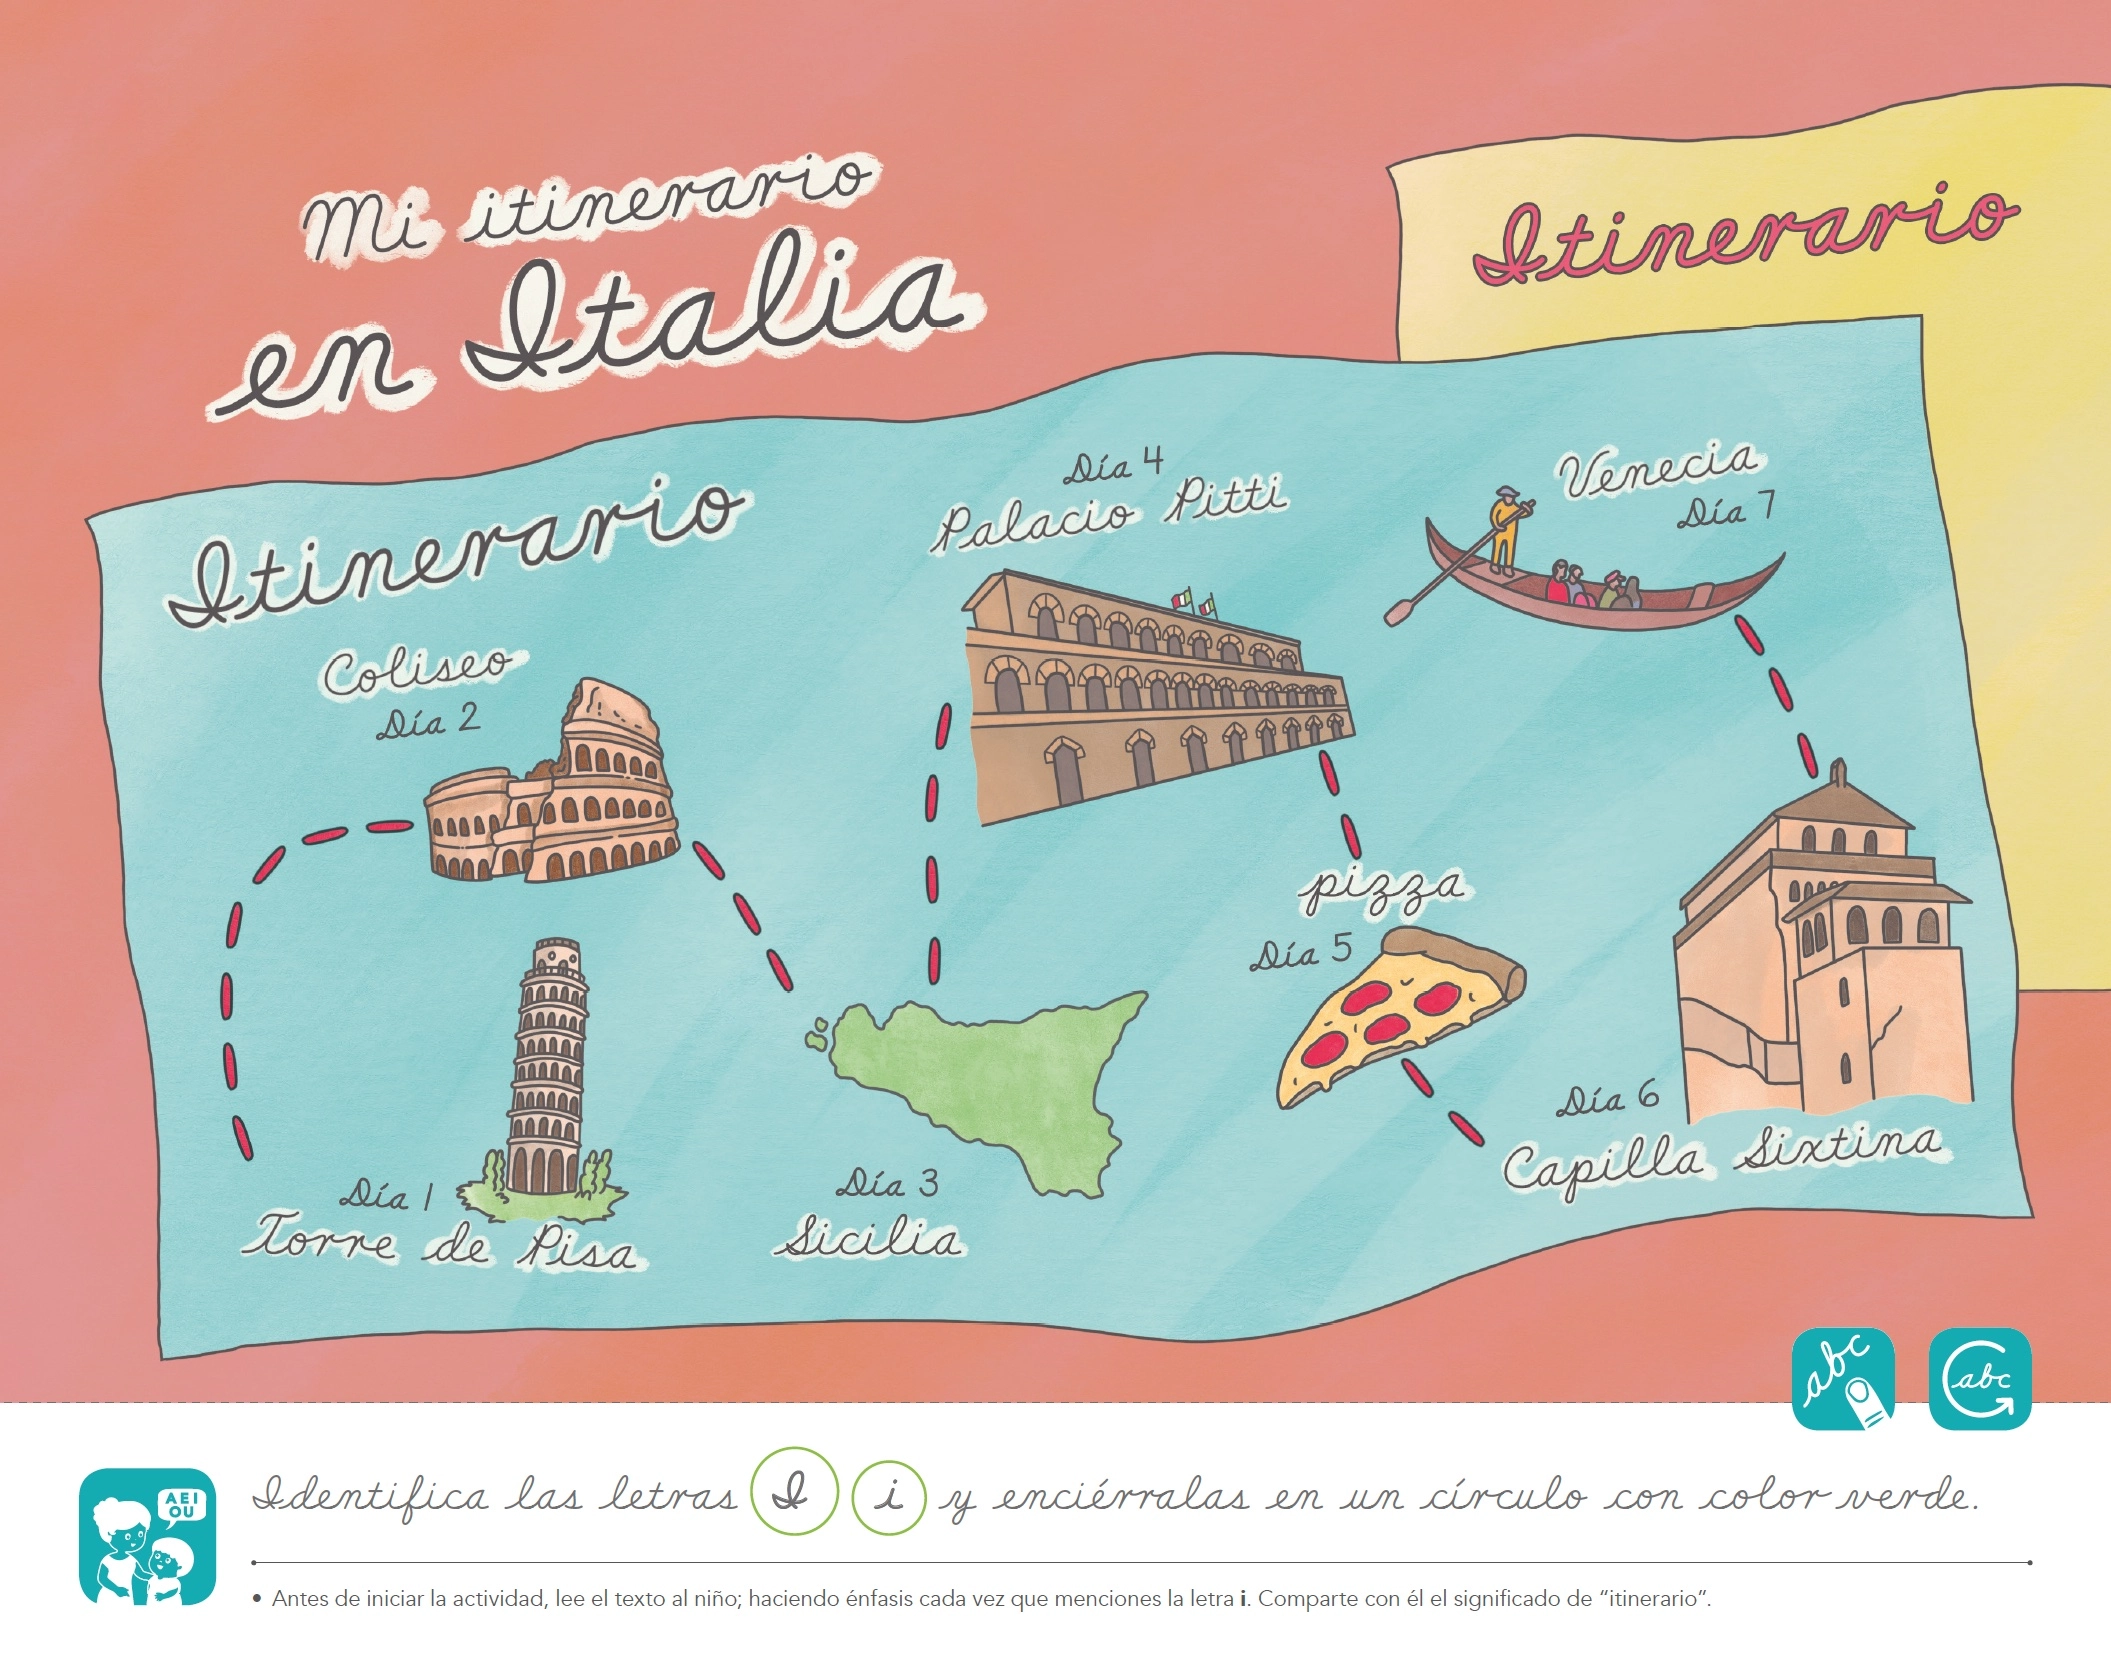 Mi itinerario
en Italia
Itinerario
Itinerario
Coliseo
Día 2
Día 4
Palacio Pitti
Venecia
Día 7
pizza
Día 5
Día 1
Torre de Pisa
Día 3
Sicilia
Día 6
Capilla Sixtina
abc
abc
AEI
OU
Identifica las letras I i y enciérralas en un círculo con color verde.
• Antes de iniciar la actividad, lee el texto al niño; haciendo énfasis cada vez que menciones la letra i. Comparte con él el significado de “itinerario”.